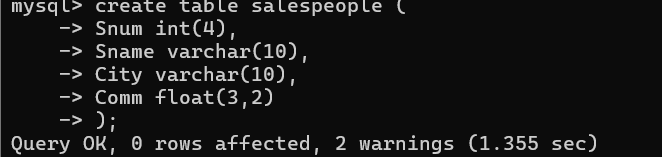 mysql> create table salespeople (
    -> Snum int(4),
    -> Sname varchar(10),
    -> City varchar(10),
    -> Comm float(3,2)
    -> );
Query OK, 0 rows affected, 2 warnings (1.355 sec)